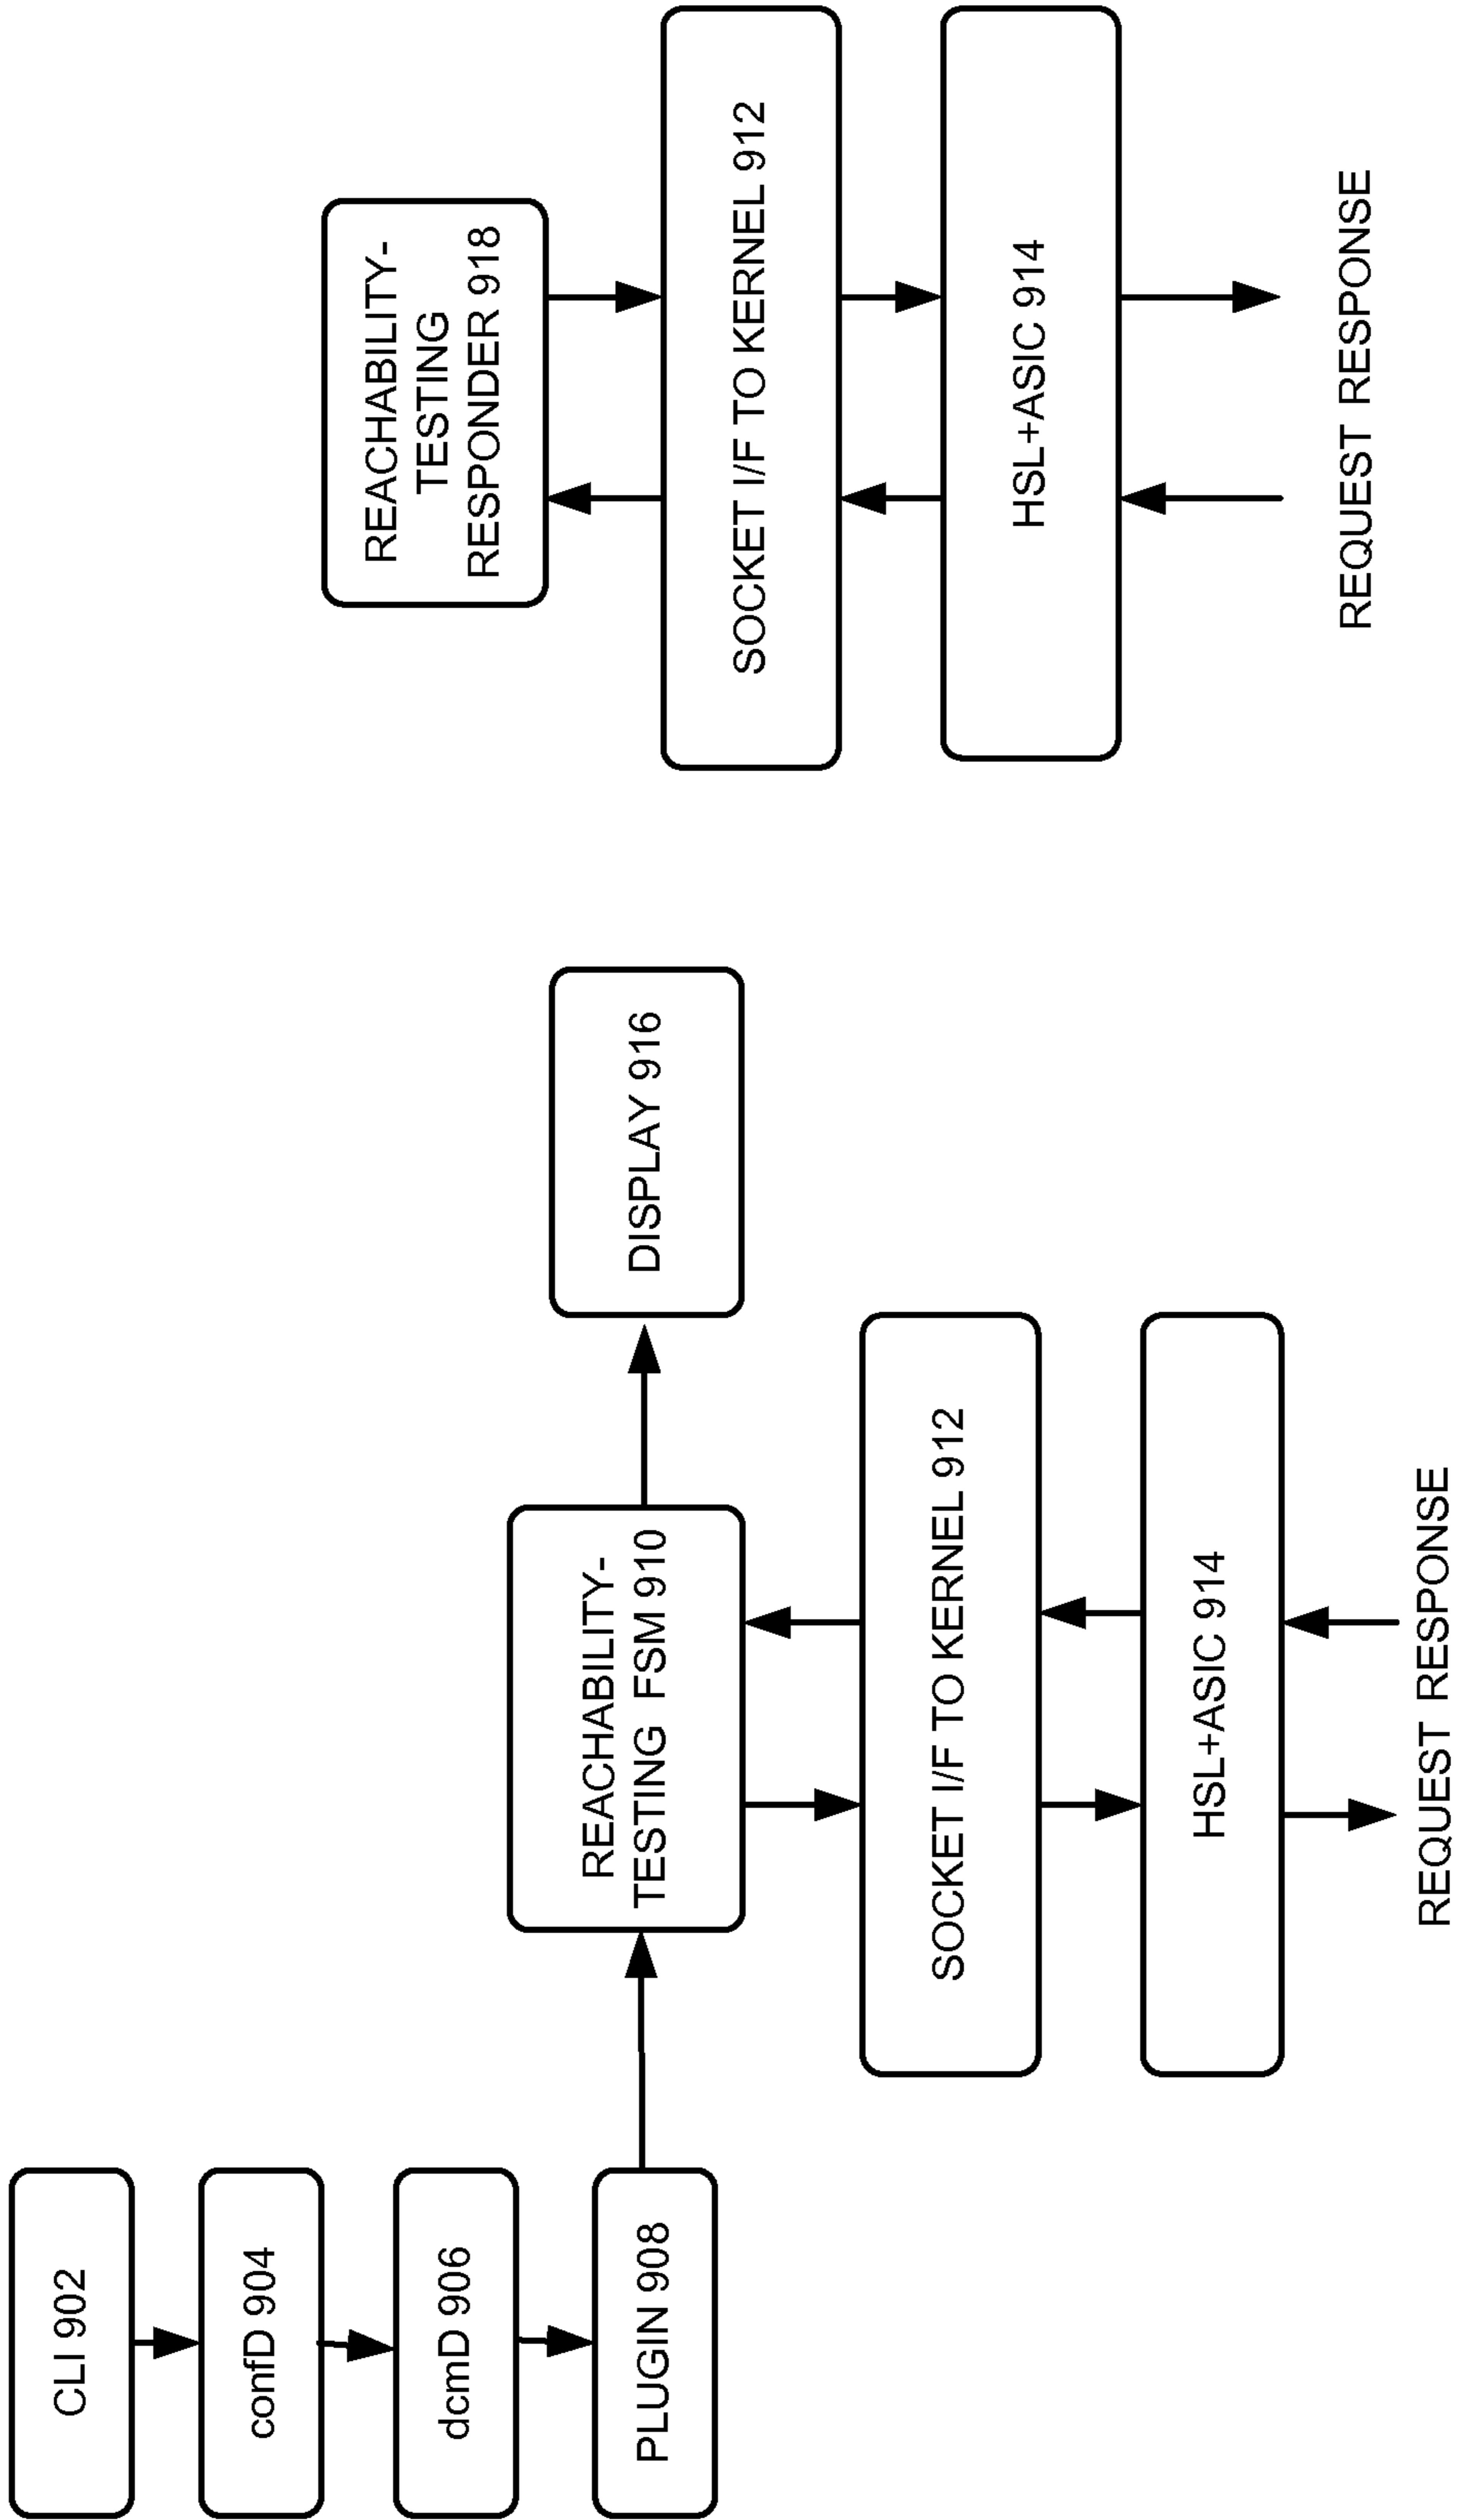 CLI 902
confD 904
dcmD 906
PLUGIN 908
REACHABILITY-
TESTING FSM 910
DISPLAY 916
SOCKET I/F TO KERNEL 912
HSL+ASIC 914
REQUEST RESPONSE
REACHABILITY-
TESTING
RESPONDER 918
SOCKET I/F TO KERNEL 912
HSL+ASIC 914
REQUEST RESPONSE